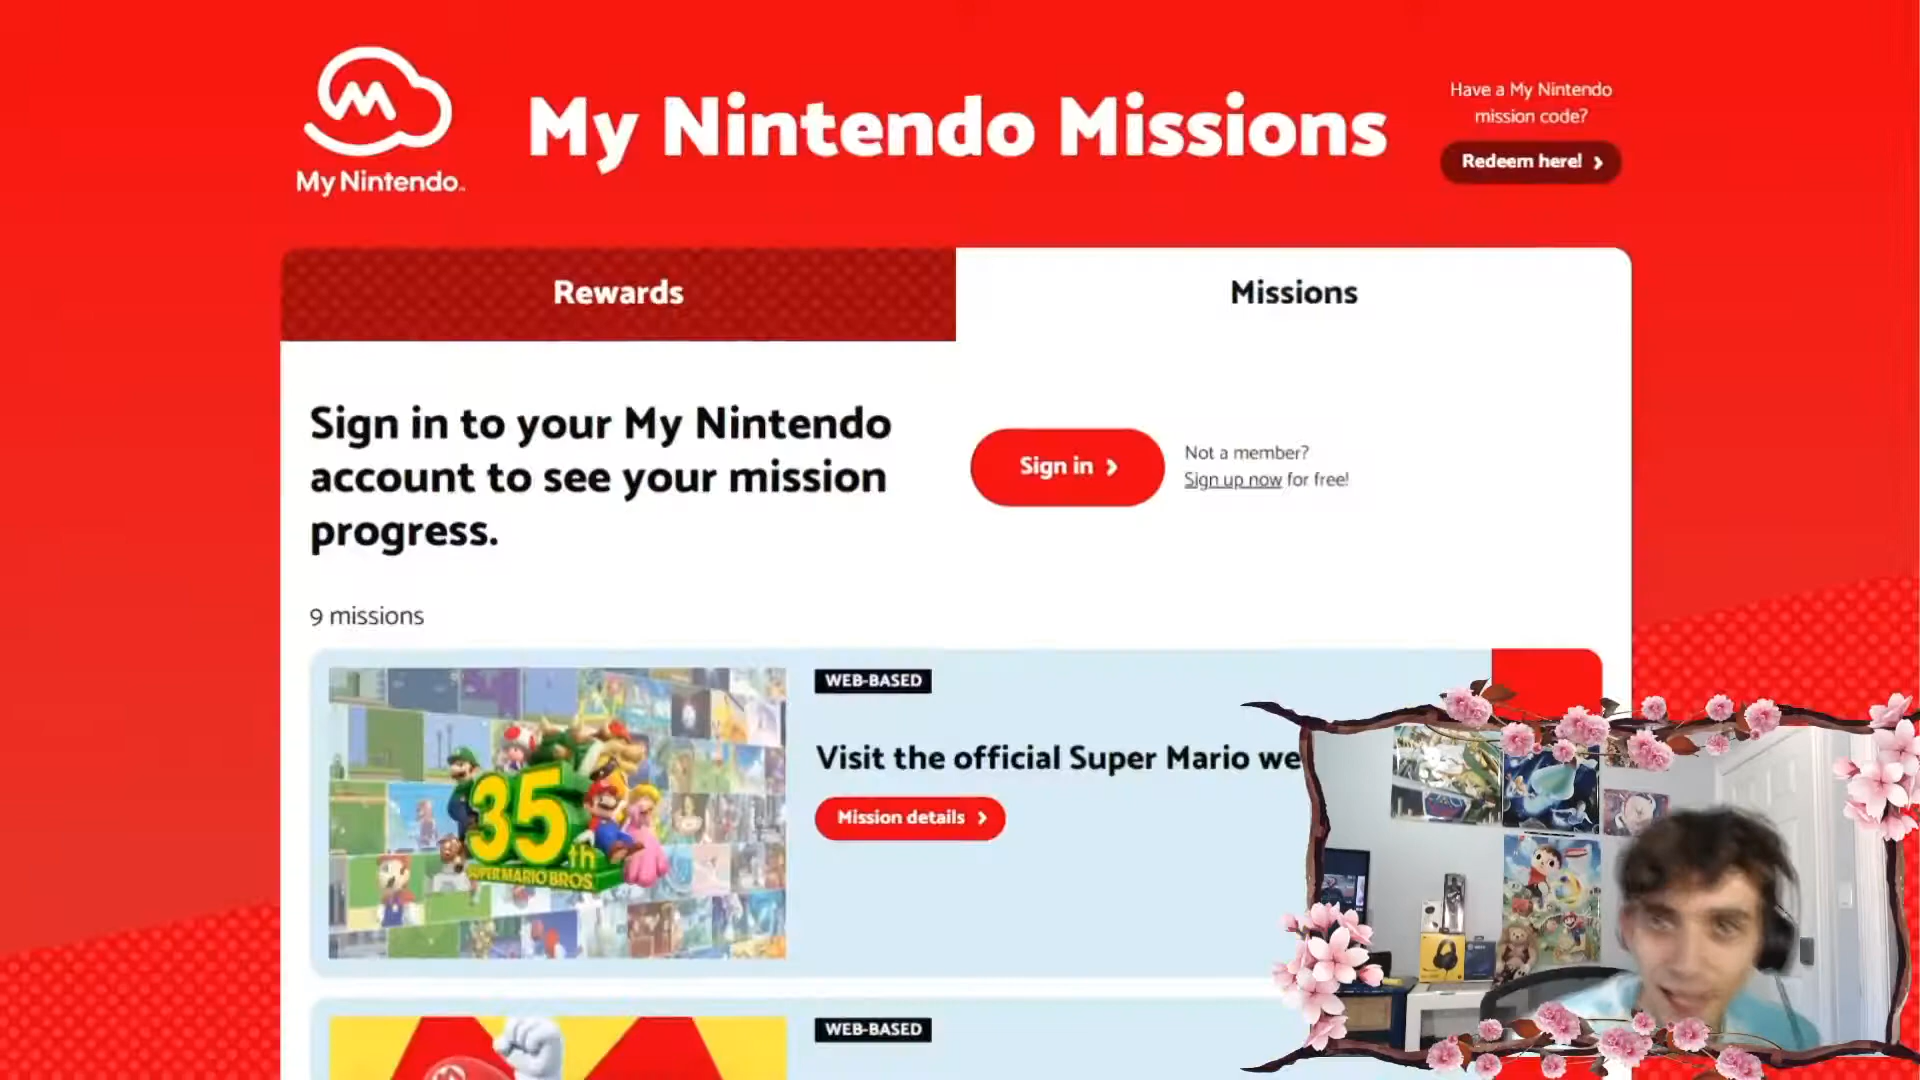 My Nintendo
My Nintendo Missions
Have a My Nintendo
mission code?
Redeem here!
Rewards
Missions
Sign in to your My Nintendo
account to see your mission
progress.
Sign in
Not a member?
Sign up now for free!
9 missions
WEB-BASED
Visit the official Super Mario we
Mission details
35th
SUPER MARIO BROS.
WEB-BASED